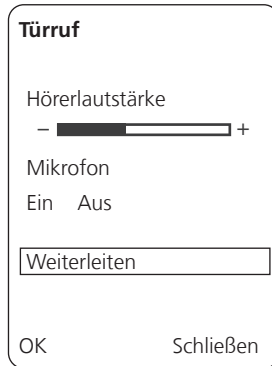 Türruf
Hörerlautstärke
– +
Mikrofon
Ein Aus
Weiterleiten
OK Schließen